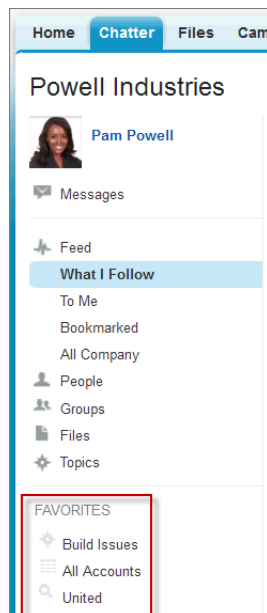 Home Chatter Files Cam
Powell Industries
Pam Powell
Messages
Feed
What I Follow
To Me
Bookmarked
All Company
People
Groups
Files
Topics
FAVORITES
Build Issues
All Accounts
United